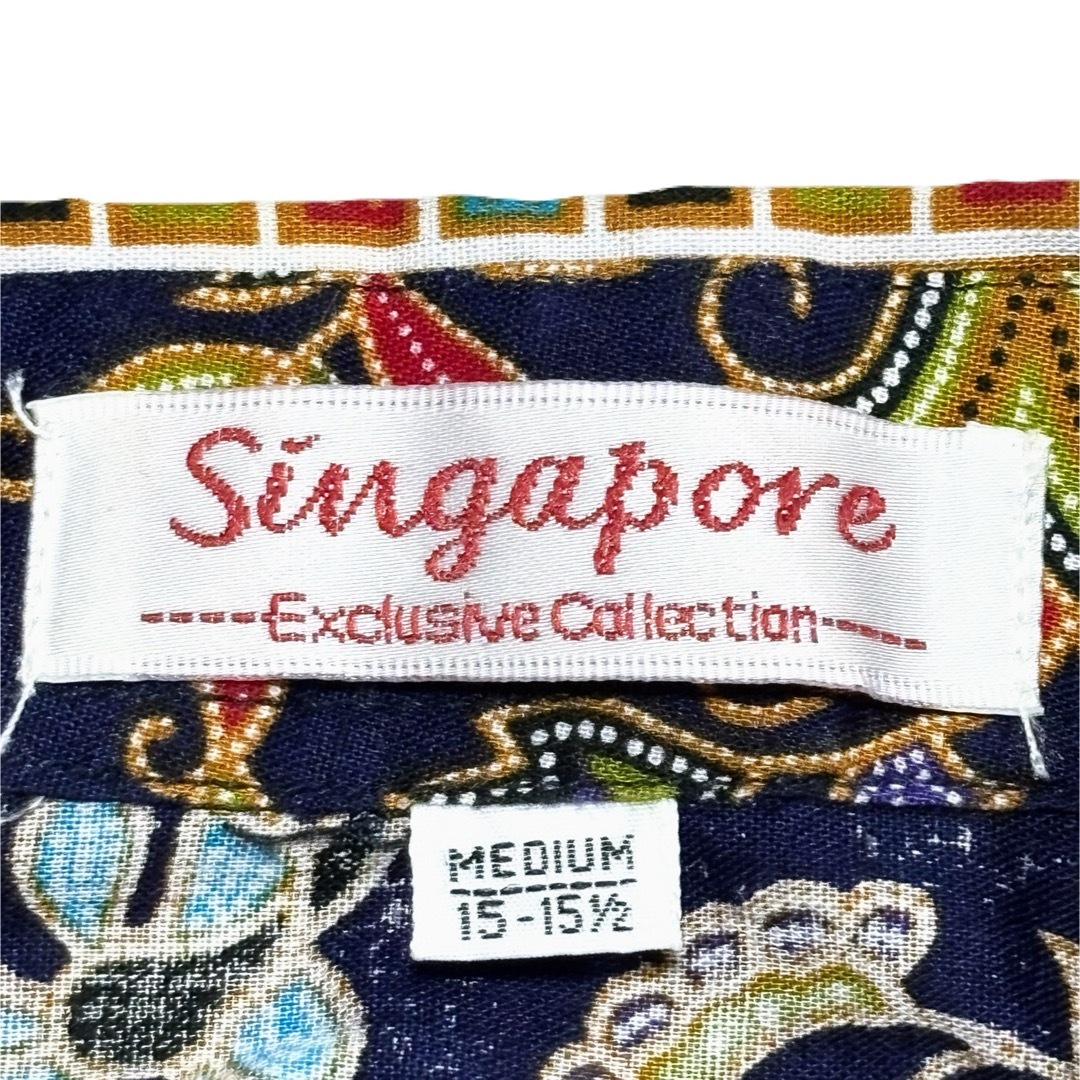 Singapore
Exclusive Collection
MEDIUM
15-15½